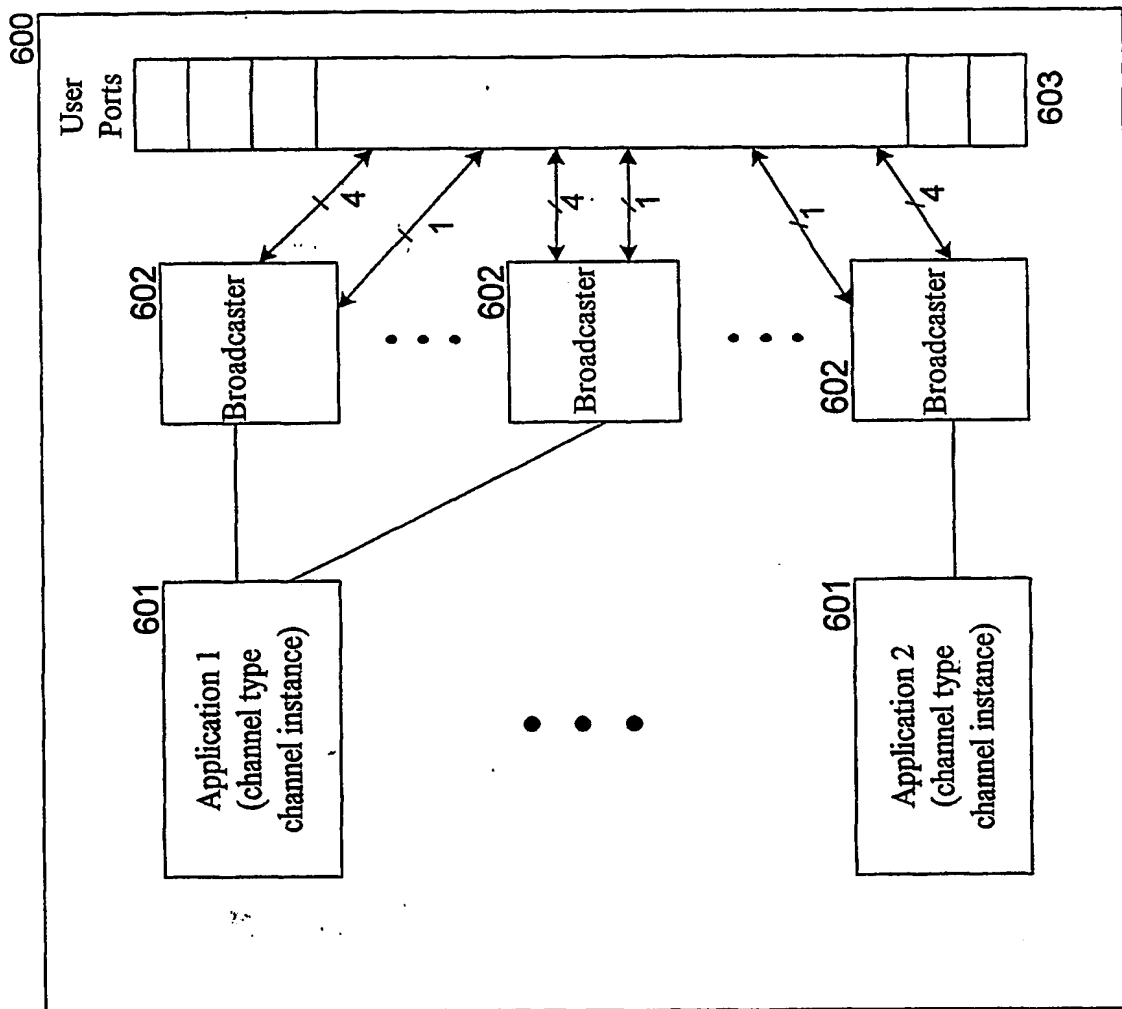 600
User
Ports
603
4
1
4
1
1
4
602
Broadcaster
602
Broadcaster
602
Broadcaster
601
Application 1
(channel type
channel instance)
601
Application 2
(channel type
channel instance)